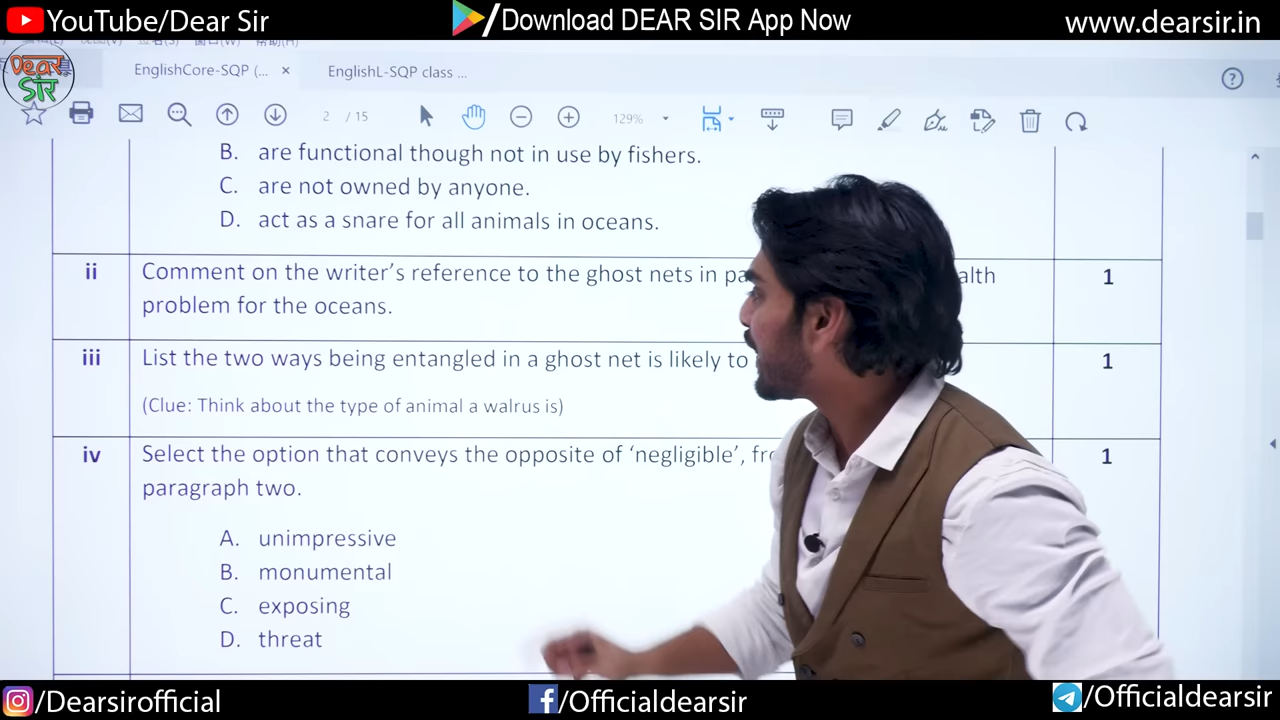 YouTube/Dear Sir
Download DEAR SIR App Now
www.dearsir.in
Dear सर
EnglishCore-SQP (... ×
EnglishL-SQP class ...
2 / 15
129%
B. are functional though not in use by fishers.
C. are not owned by anyone.
D. act as a snare for all animals in oceans.
ii Comment on the writer's reference to the ghost nets in 1
problem for the oceans.
iii List the two ways being entangled in a ghost net is likely to 1
(Clue: Think about the type of animal a walrus is)
iv Select the option that conveys the opposite of 'negligible', 1
paragraph two.
A. unimpressive
B. monumental
C. exposing
D. threat
/Dearsirofficial
/Officialdearsir
/Officialdearsir